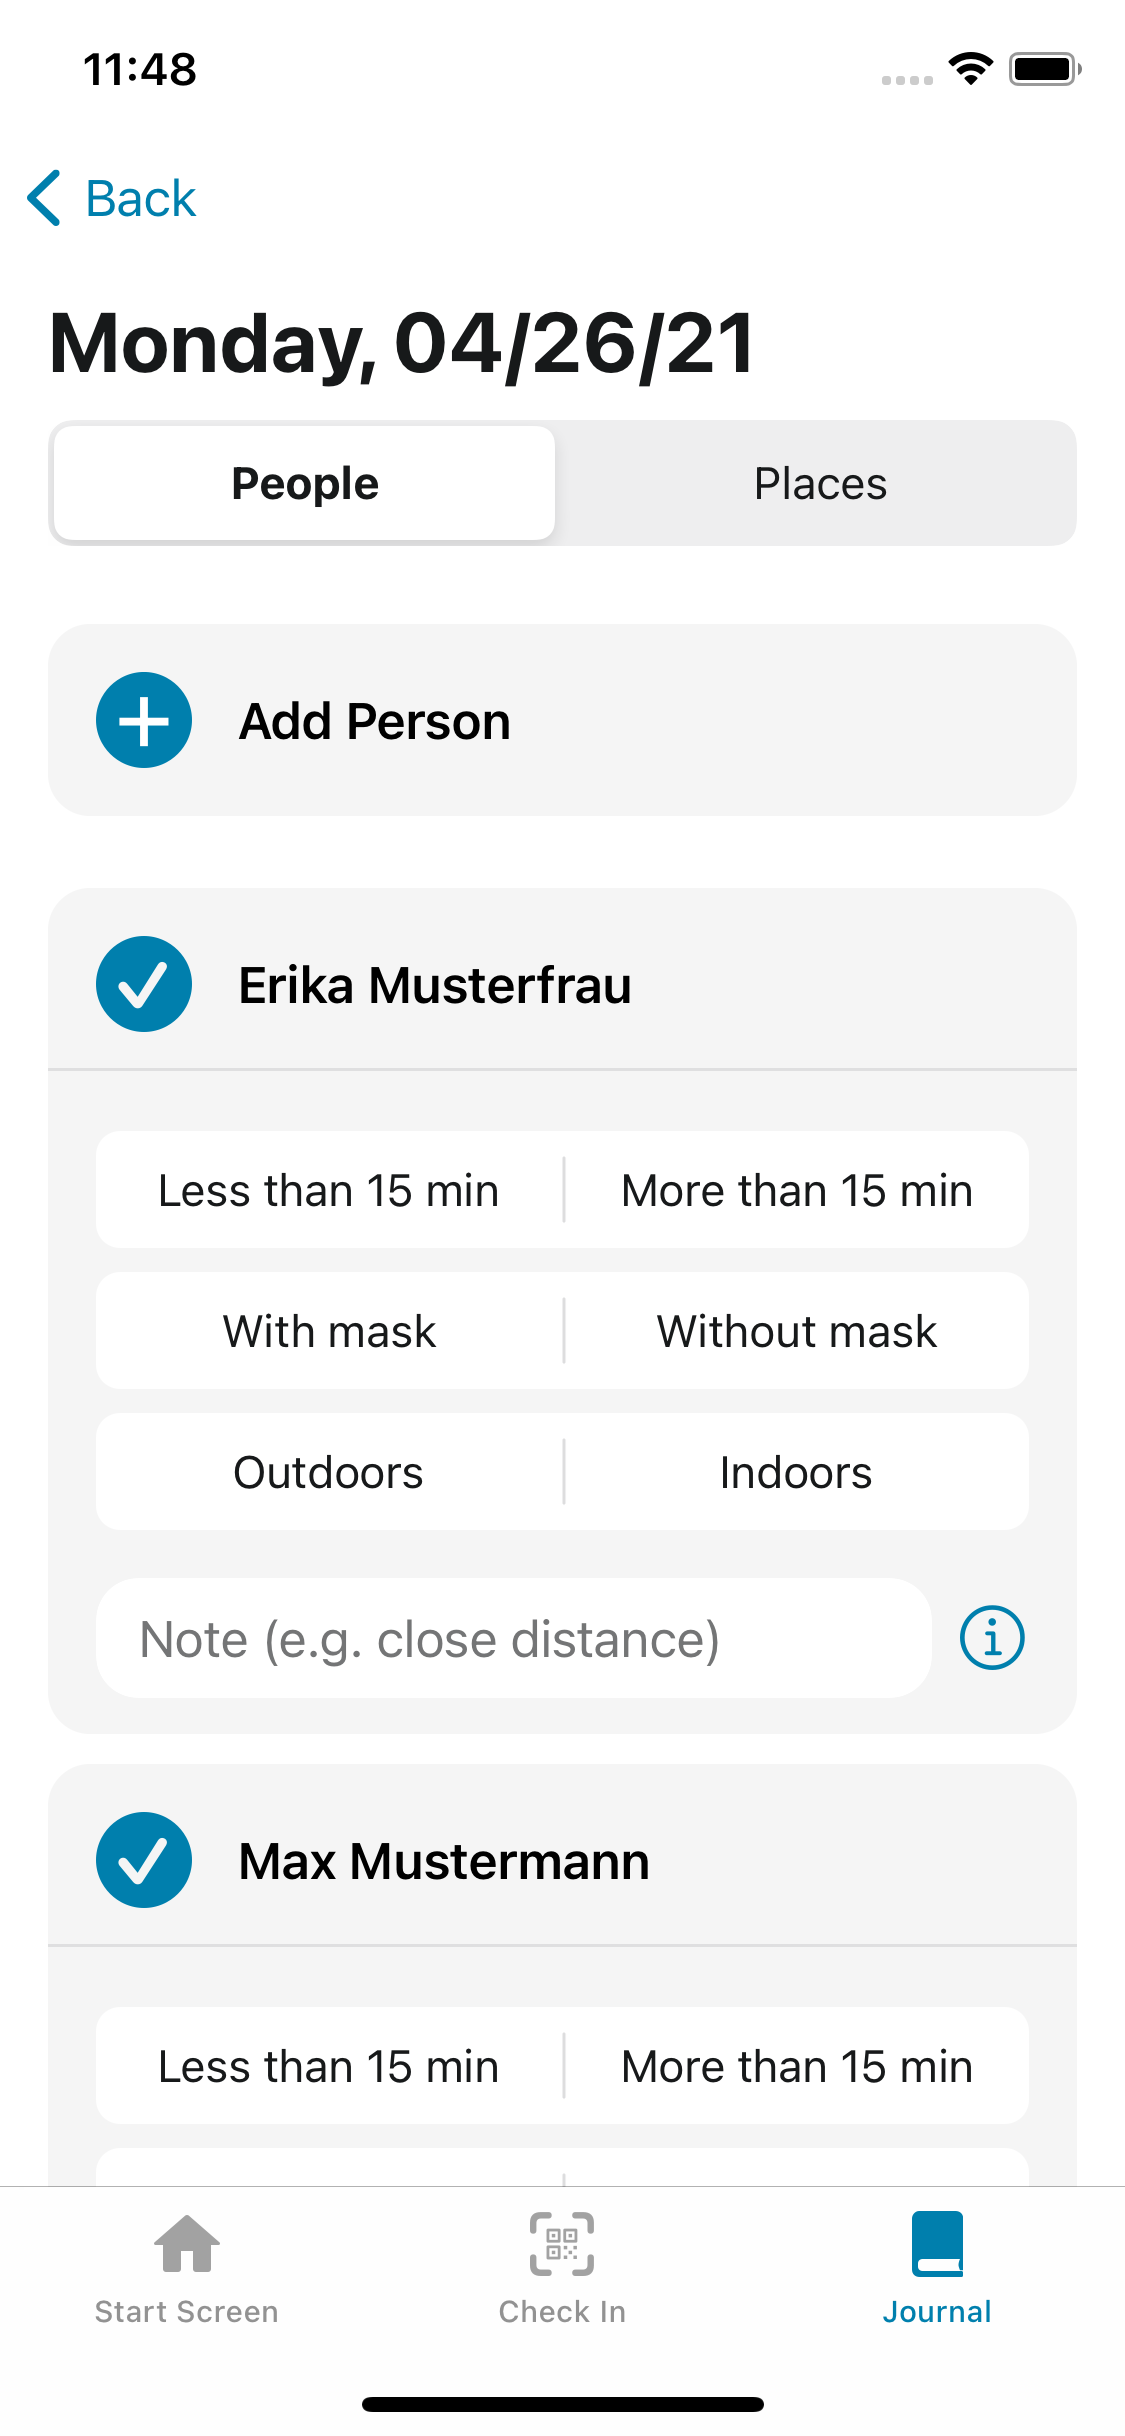 11:48
Back
Monday, 04/26/21
People
Places
Add Person
Erika Musterfrau
Less than 15 min
More than 15 min
With mask
Without mask
Outdoors
Indoors
Note (e.g. close distance)
Max Mustermann
Less than 15 min
More than 15 min
Start Screen
Check In
Journal